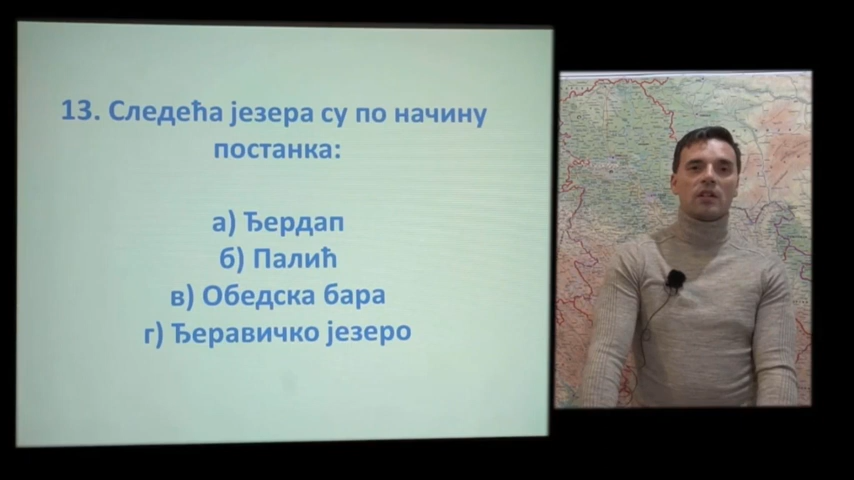 13. Следећа језера су по начину
постанка:
а) Ђердап
б) Палић
в) Обедска бара
г) Ђеравичко језеро